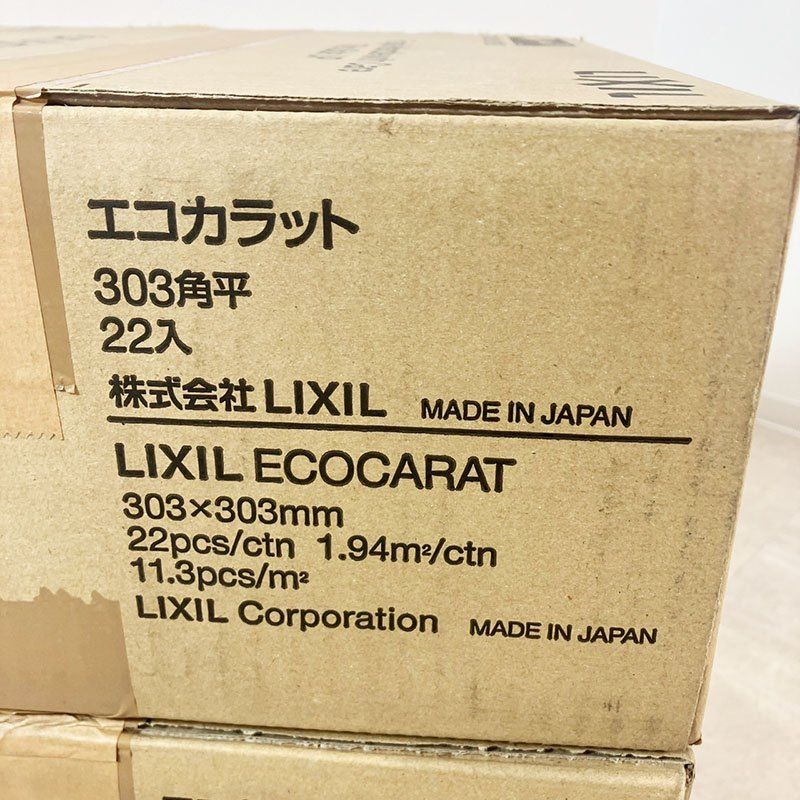 LIXIL
エコカラット
303角平
22入
株式会社 LIXIL MADE IN JAPAN
LIXIL ECOCARAT
303×303mm
22pcs/ctn 1.94m²/ctn
11.3pcs/m²
LIXIL Corporation MADE IN JAPAN